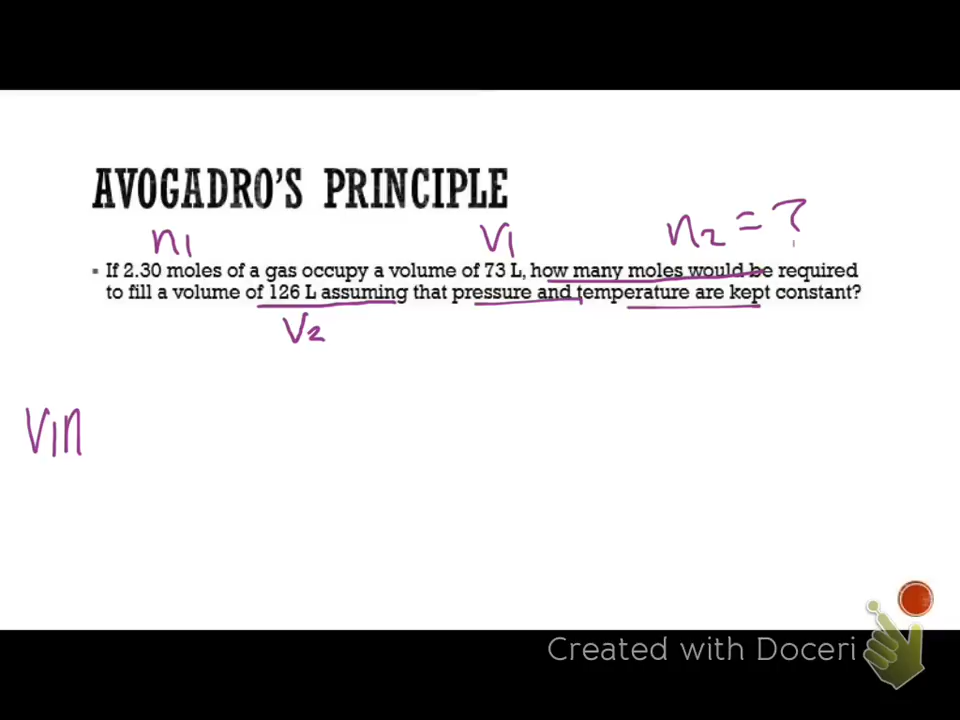 AVOGADRO'S PRINCIPLE
n1 V1 n2 = ?
▪ If 2.30 moles of a gas occupy a volume of 73 L, how many moles would be required
to fill a volume of 126 L assuming that pressure and temperature are kept constant?
V2
V1n
Created with Doceri